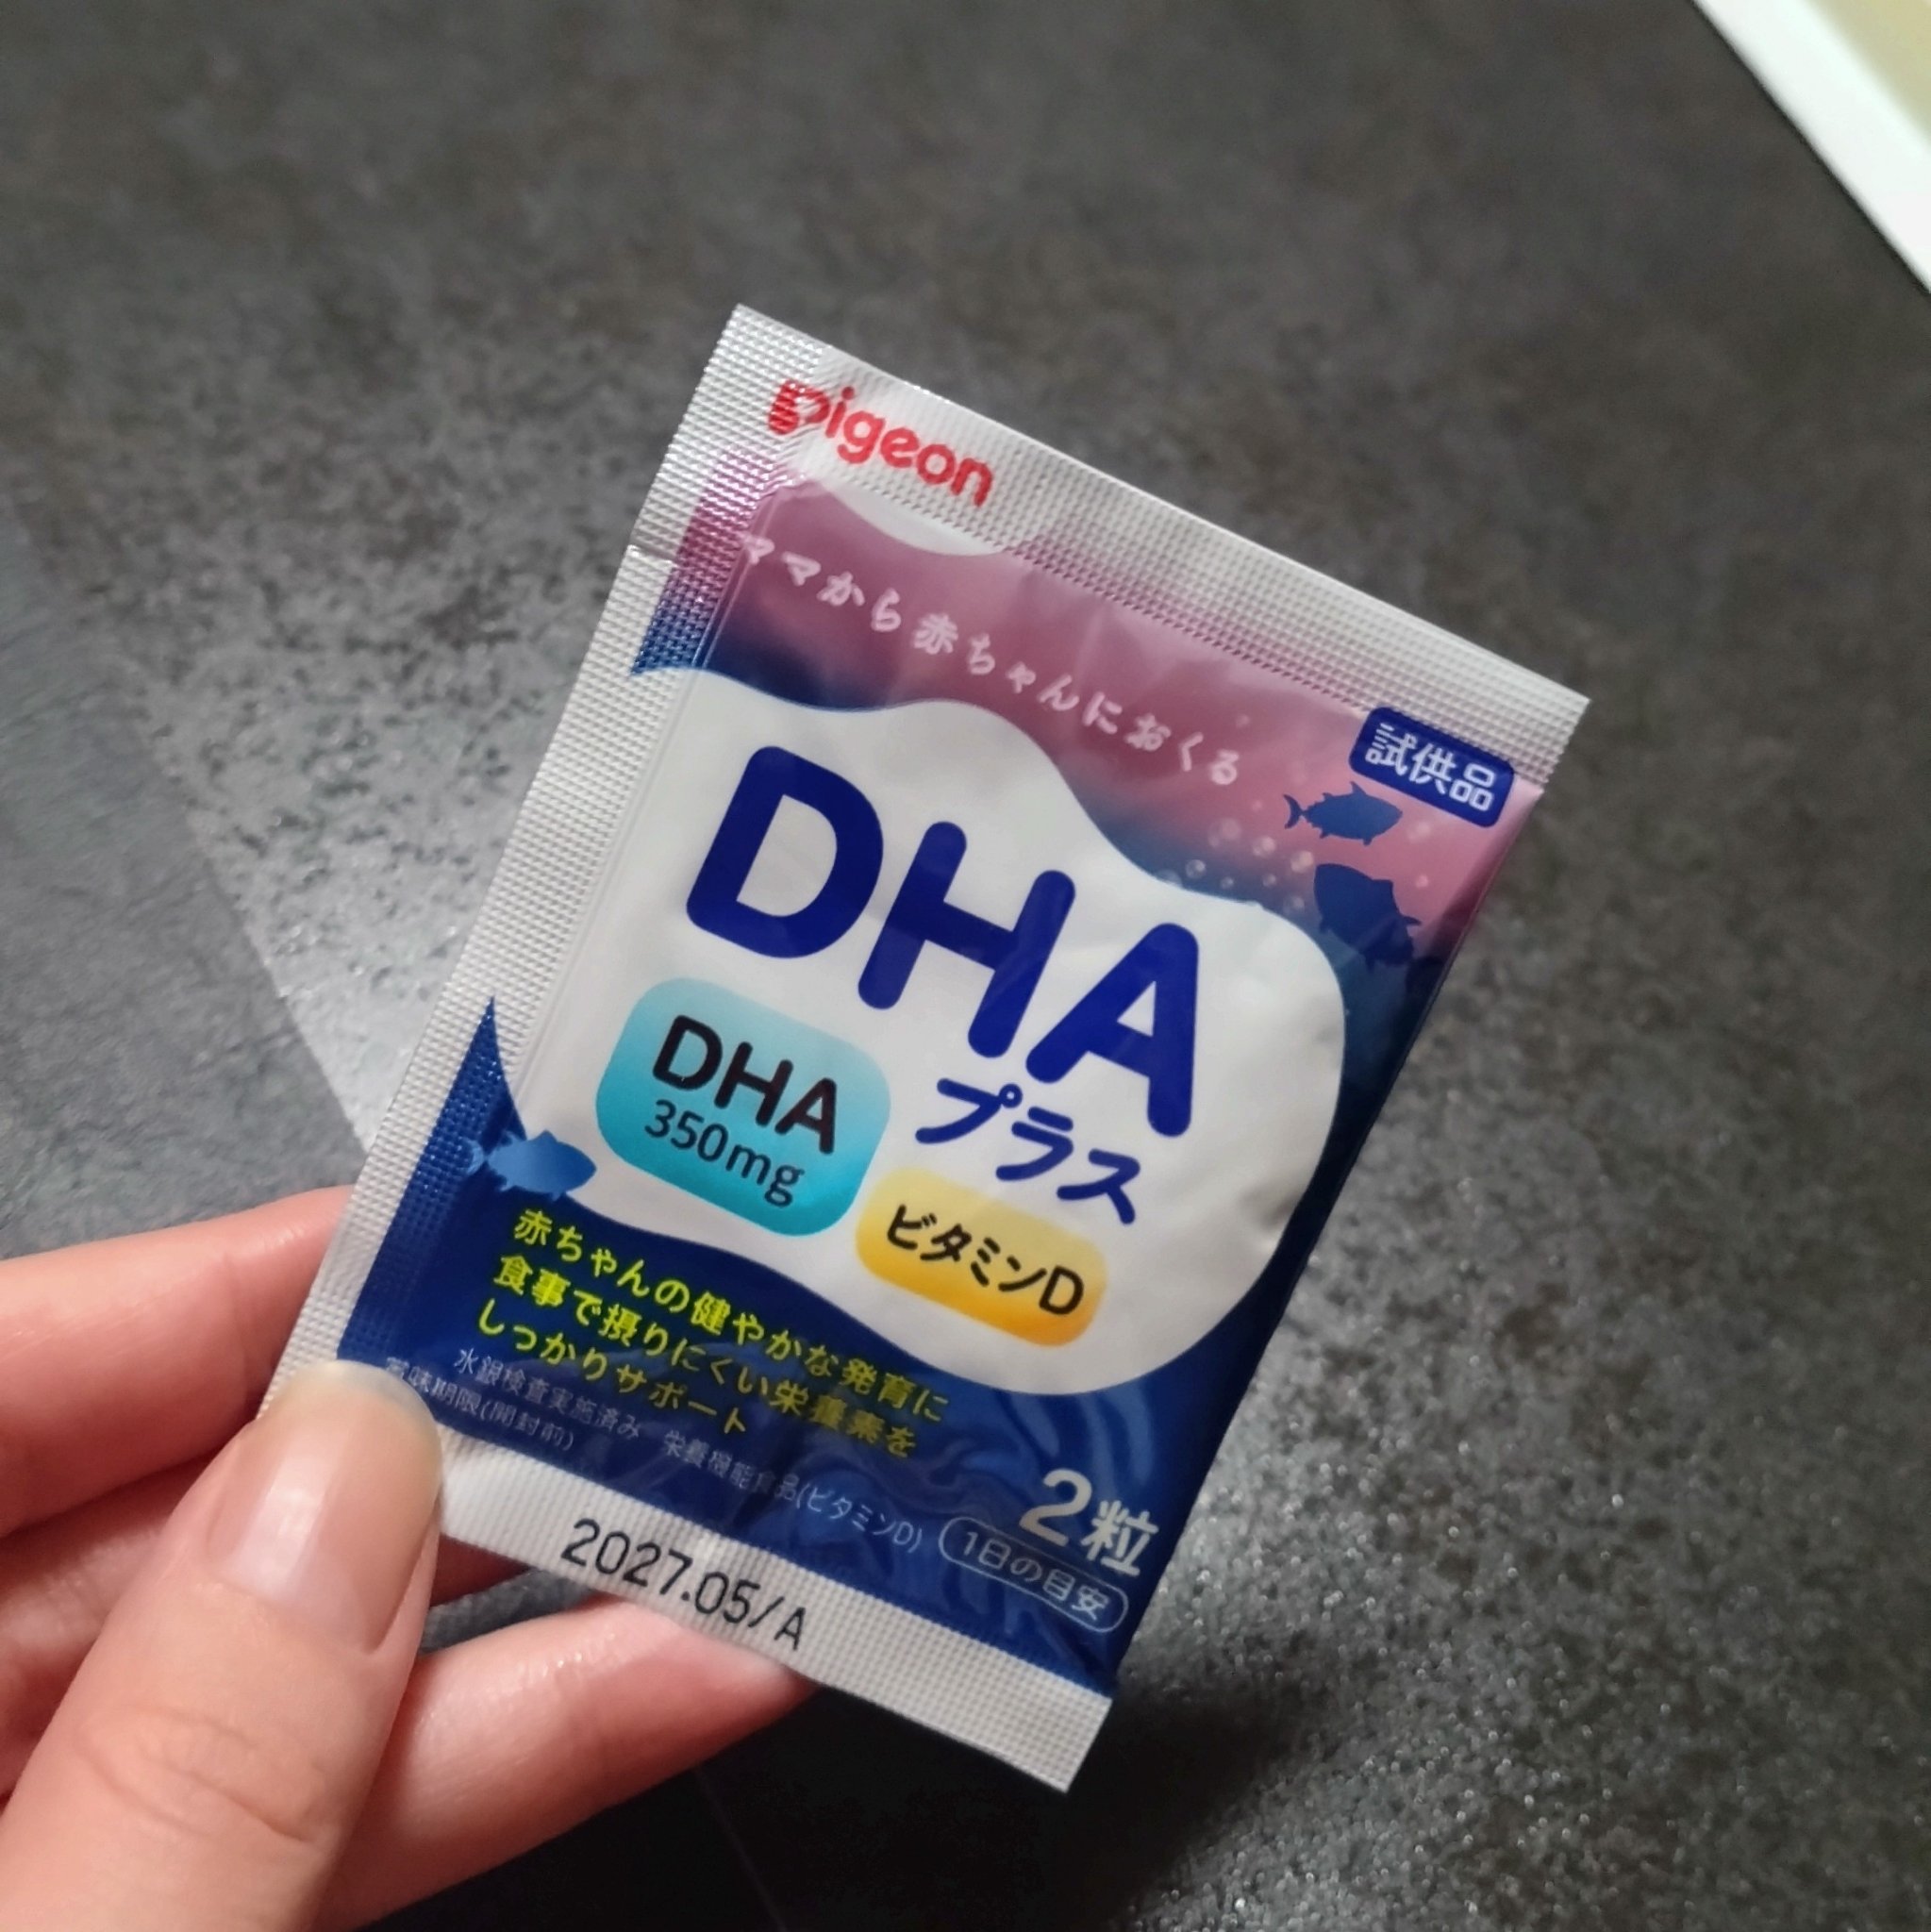 pigeon
ママから赤ちゃんにおくる
試供品
DHA
プラス
DHA
350mg
ビタミンD
赤ちゃんの健やかな発育に
食事で摂りにくい栄養素を
しっかりサポート
水銀検査実施済み 栄養機能食品(ビタミンD)
賞味期限(開封前)
2粒
1日の目安
2027.05/A